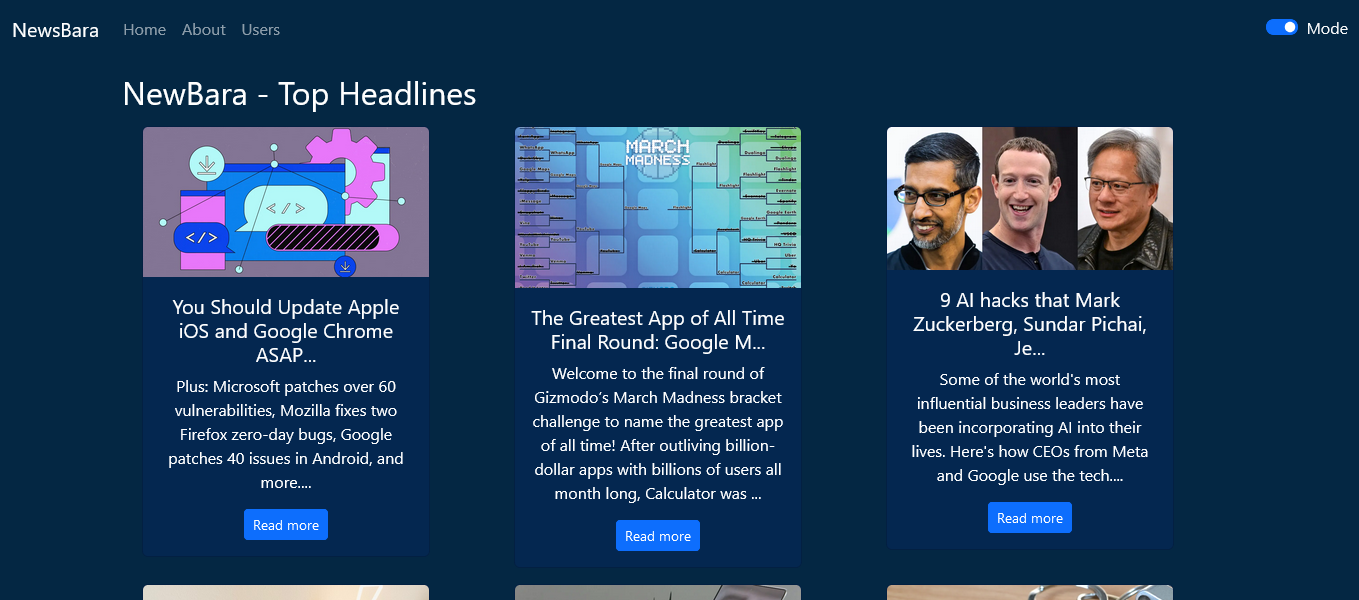 NewsBara Home About Users Mode
NewBara - Top Headlines
</>
</>
You Should Update Apple
iOS and Google Chrome
ASAP...
Plus: Microsoft patches over 60
vulnerabilities, Mozilla fixes two
Firefox zero-day bugs, Google
patches 40 issues in Android, and
more....
Read more
MARCH
MADNESS
The Greatest App of All Time
Final Round: Google M...
Welcome to the final round of
Gizmodo’s March Madness bracket
challenge to name the greatest app
of all time! After outliving billion-
dollar apps with billions of users all
month long, Calculator was ...
Read more
9 AI hacks that Mark
Zuckerberg, Sundar Pichai,
Je...
Some of the world's most
influential business leaders have
been incorporating AI into their
lives. Here's how CEOs from Meta
and Google use the tech....
Read more